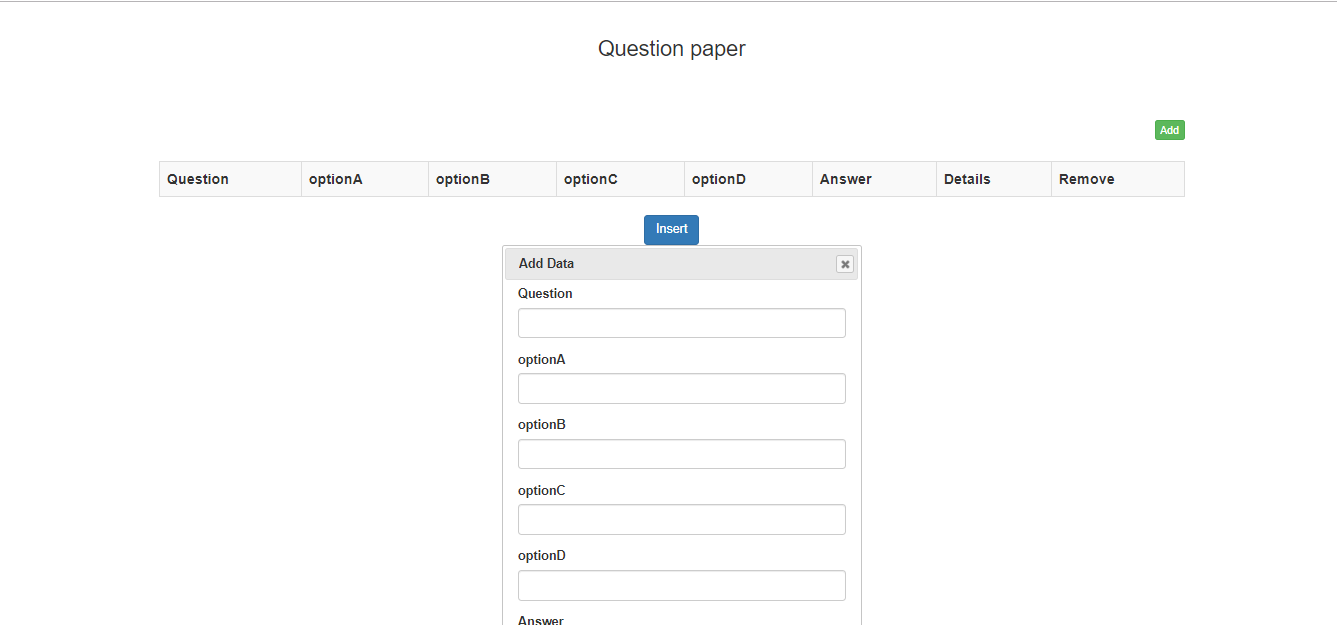 Question paper
Add
Question optionA optionB optionC optionD Answer Details Remove
Insert
Add Data
Question
optionA
optionB
optionC
optionD
Answer